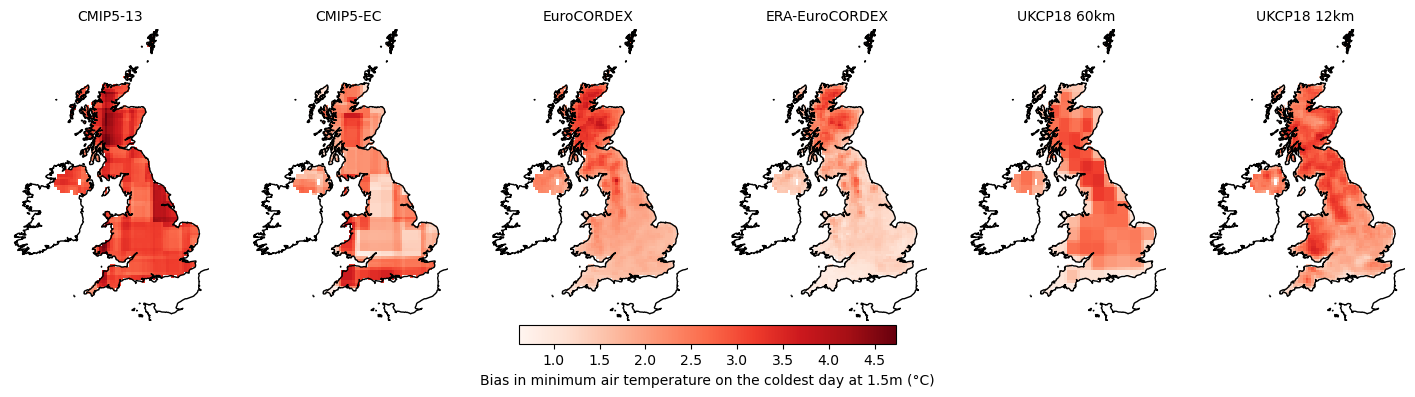 CMIP5-13 CMIP5-EC EuroCORDEX ERA-EuroCORDEX UKCP18 60km UKCP18 12km
1.0 1.5 2.0 2.5 3.0 3.5 4.0 4.5
Bias in minimum air temperature on the coldest day at 1.5m (°C)